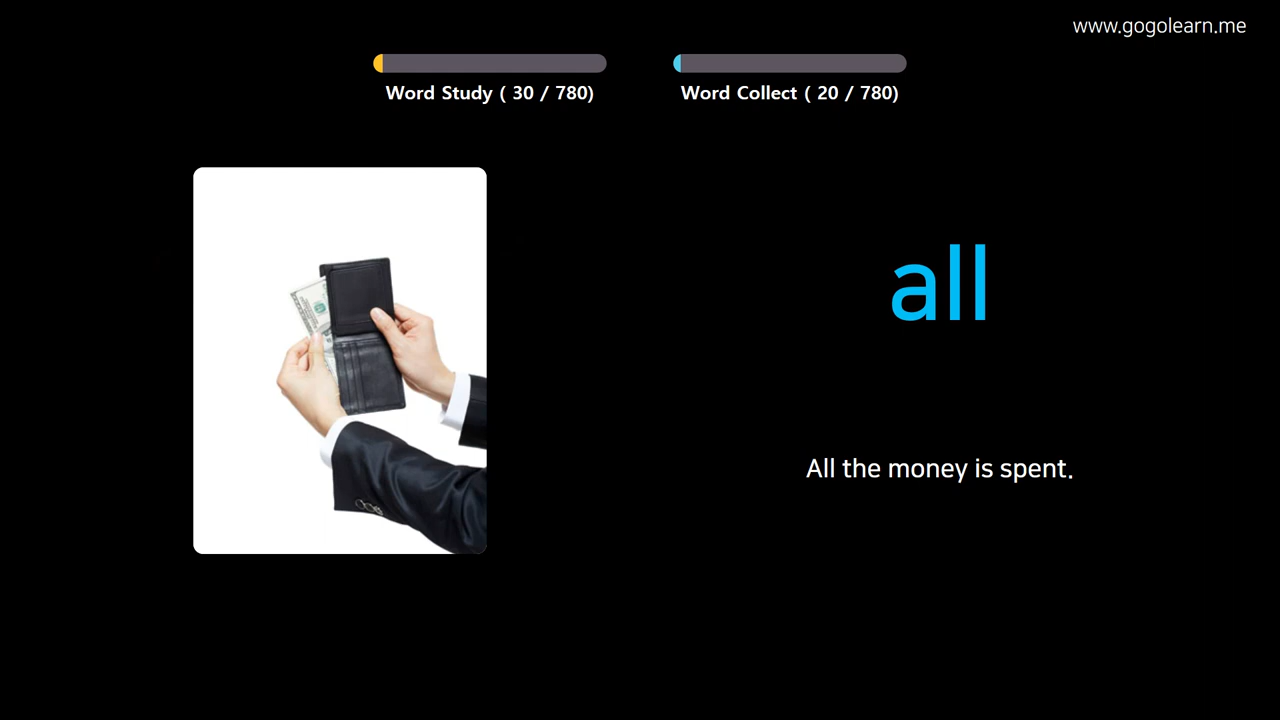 www.gogolearn.me
Word Study ( 30 / 780)
Word Collect ( 20 / 780)
all
All the money is spent.